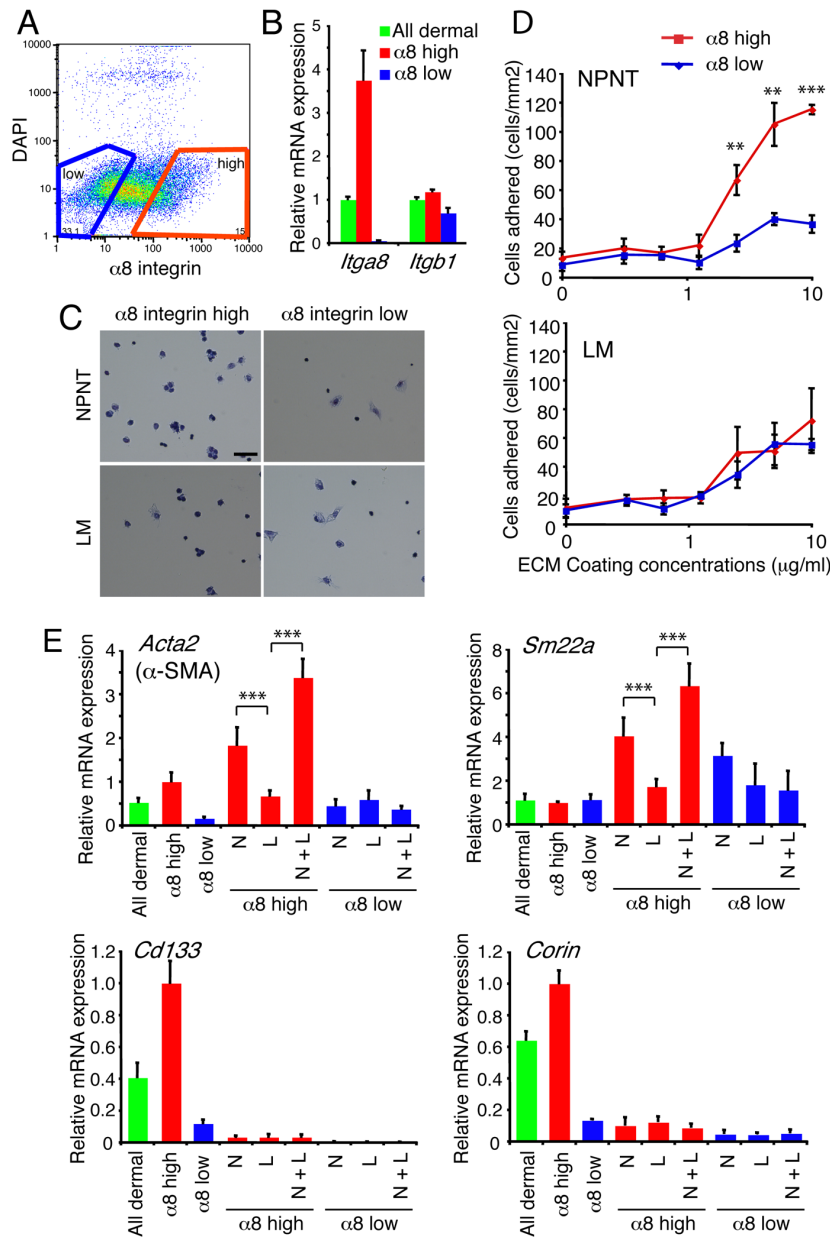 A
DAPI
10000
1000
100
10
1
low
high
33.1
15
1
10
100
1000
10000
α8 integrin
B
Relative mRNA expression
5
4
3
2
1
0
All dermal
α8 high
α8 low
Itga8
Itgb1
C
α8 integrin high
α8 integrin low
NPNT
LM
D
α8 high
α8 low
NPNT
Cells adhered (cells/mm2)
140
120
100
80
60
40
20
0
**
**
***
0
1
10
LM
Cells adhered (cells/mm2)
140
120
100
80
60
40
20
0
0
1
10
ECM Coating concentrations (μg/ml)
E
Acta2
(α-SMA)
Relative mRNA expression
4
3
2
1
0
***
***
All dermal
α8 high
α8 low
N
L
N + L
N
L
N + L
α8 high
α8 low
Sm22a
Relative mRNA expression
8
6
4
2
0
***
***
All dermal
α8 high
α8 low
N
L
N + L
N
L
N + L
α8 high
α8 low
Cd133
Relative mRNA expression
1.2
1.0
0.8
0.6
0.4
0.2
0
All dermal
α8 high
α8 low
N
L
N + L
N
L
N + L
α8 high
α8 low
Corin
Relative mRNA expression
1.2
1.0
0.8
0.6
0.4
0.2
0
All dermal
α8 high
α8 low
N
L
N + L
N
L
N + L
α8 high
α8 low